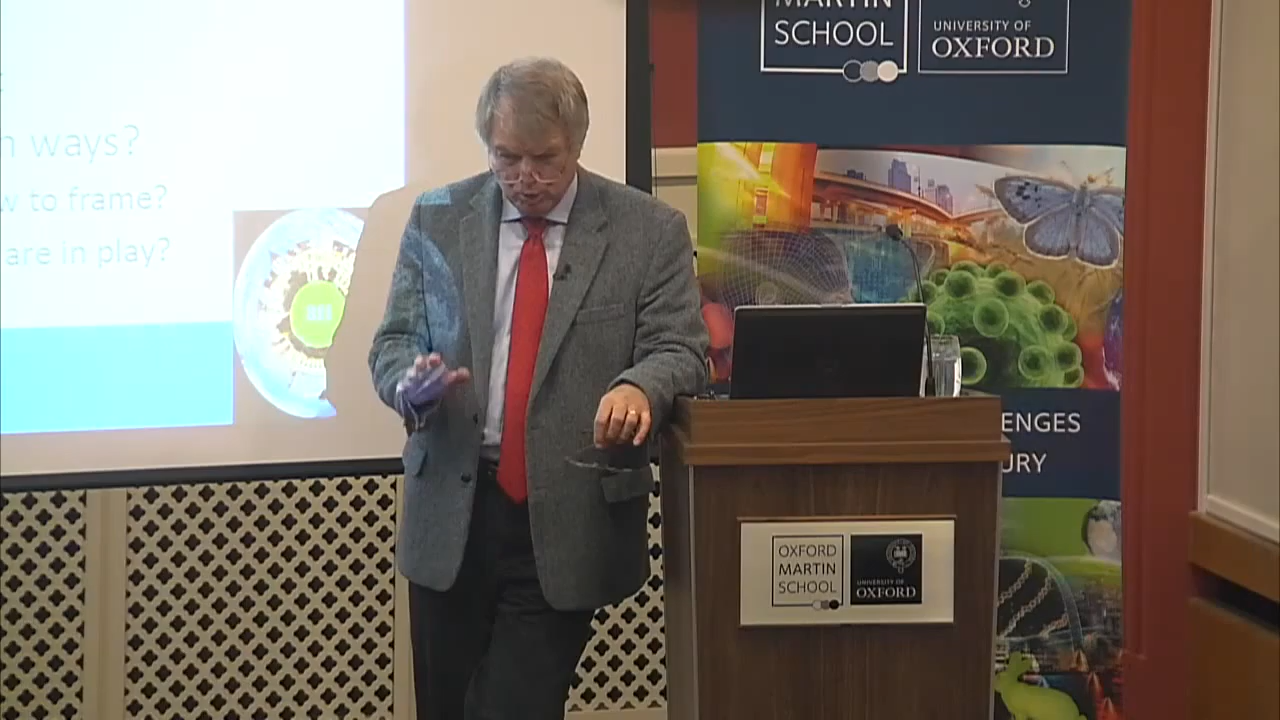 ways?
to frame?
are in play?
MARTIN
SCHOOL
UNIVERSITY OF
OXFORD
ENGES
URY
OXFORD
MARTIN
SCHOOL
UNIVERSITY OF
OXFORD